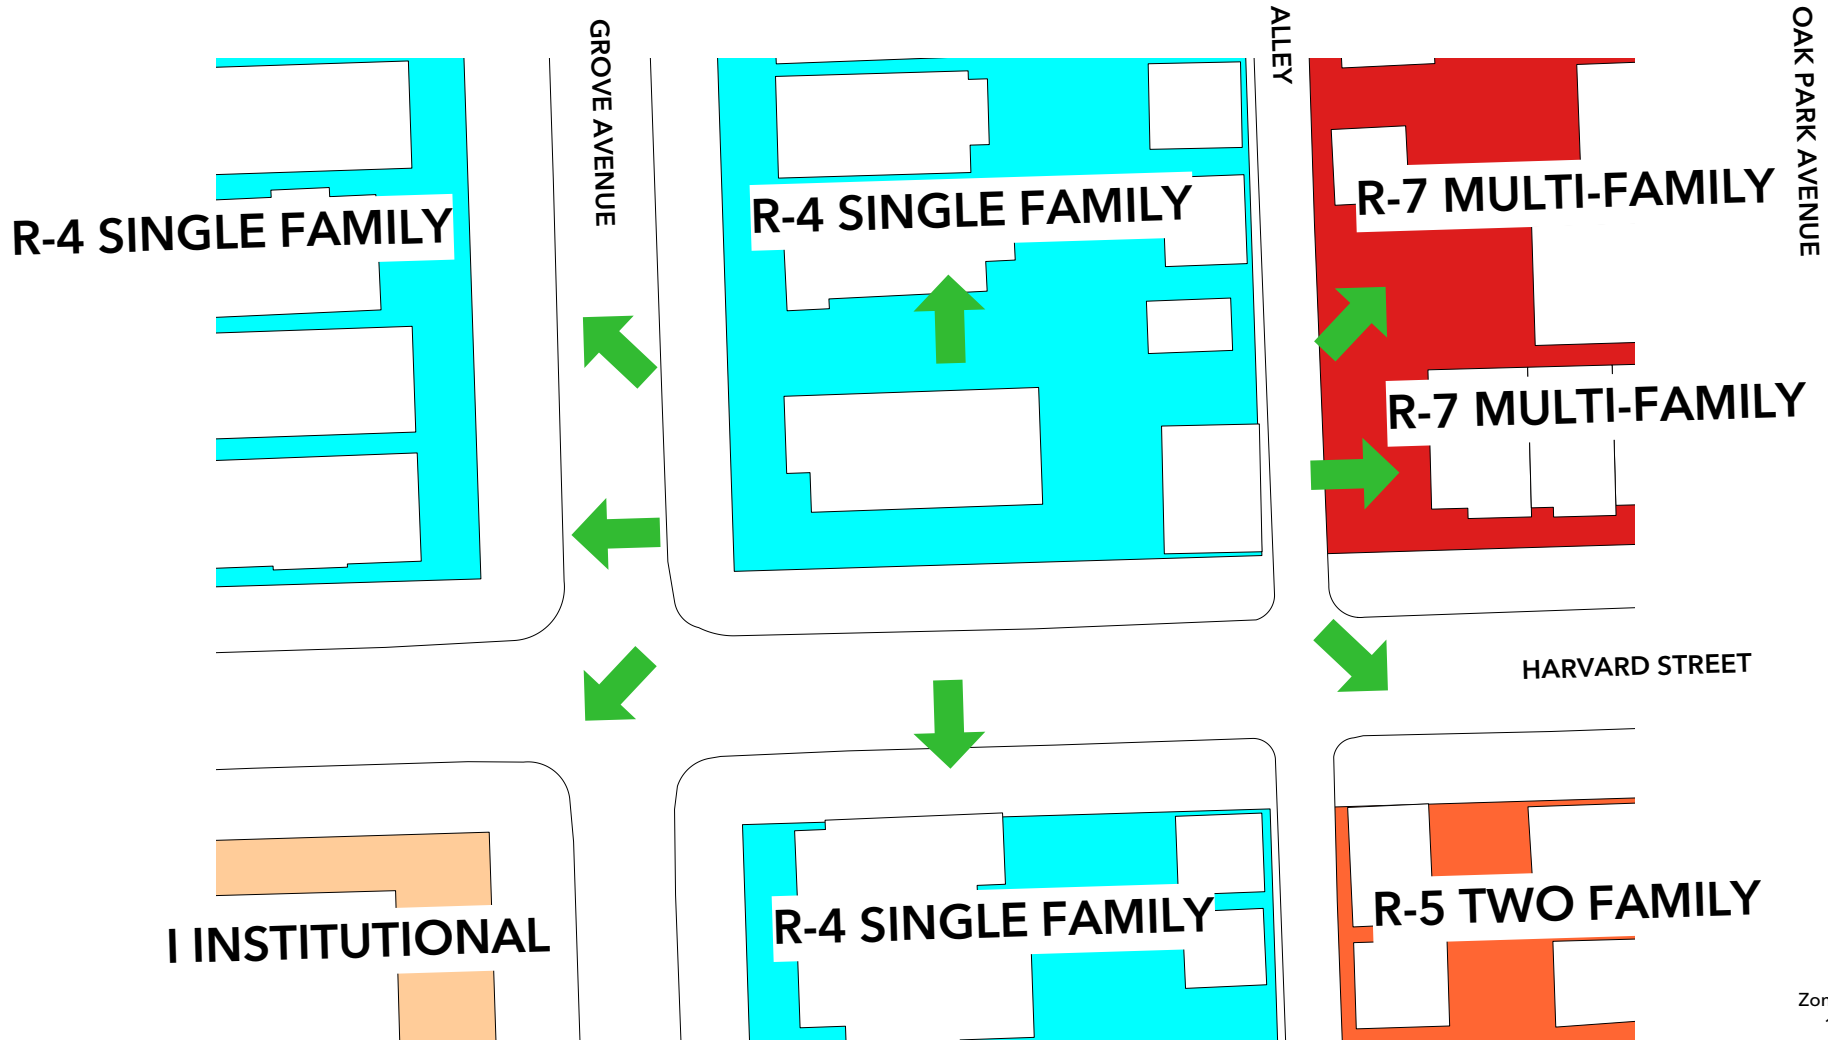 GROVE AVENUE
ALLEY
OAK PARK AVENUE
R-4 SINGLE FAMILY
R-4 SINGLE FAMILY
R-7 MULTI-FAMILY
R-7 MULTI-FAMILY
HARVARD STREET
I INSTITUTIONAL
R-4 SINGLE FAMILY
R-5 TWO FAMILY